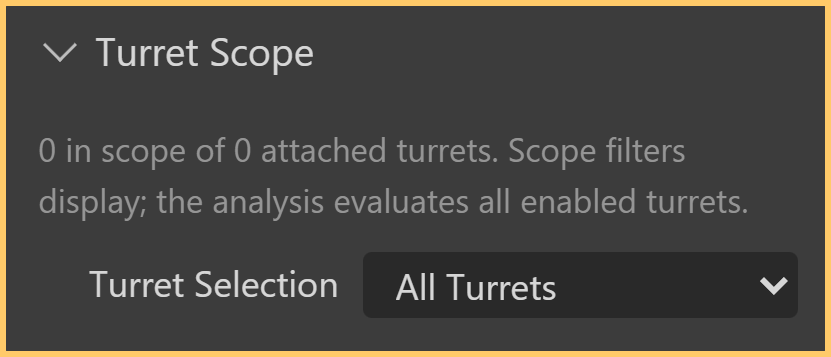 Turret Scope
0 in scope of 0 attached turrets. Scope filters
display; the analysis evaluates all enabled turrets.
Turret Selection All Turrets